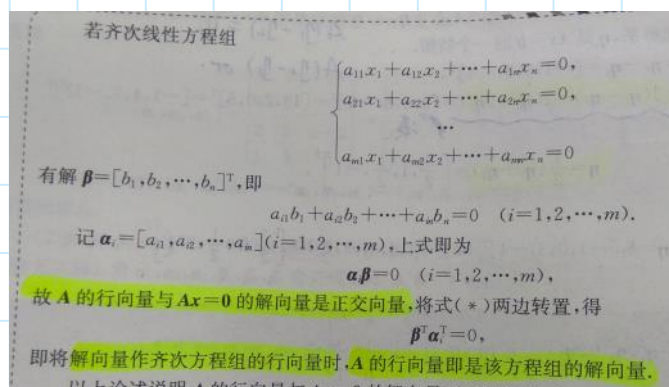 若齐次线性方程组
a₁₁x₁+a₁₂x₂+⋯+a₁ₙxₙ=0,
a₂₁x₁+a₂₂x₂+⋯+a₂ₙxₙ=0,
⋯
aₘ₁x₁+aₘ₂x₂+⋯+aₘₙxₙ=0
有解 β=[b₁,b₂,⋯,bₙ]ᵀ,即
aᵢ₁b₁+aᵢ₂b₂+⋯+aᵢₙbₙ=0 (i=1,2,⋯,m).
记 αᵢ=[aᵢ₁,aᵢ₂,⋯,aᵢₙ](i=1,2,⋯,m),上式即为
αᵢβ=0 (i=1,2,⋯,m),
故 A 的行向量与 Ax=0 的解向量是正交向量,将式(*)两边转置,得
βᵀαᵢᵀ=0,
即将解向量作齐次方程组的行向量时,A 的行向量即是该方程组的解向量.